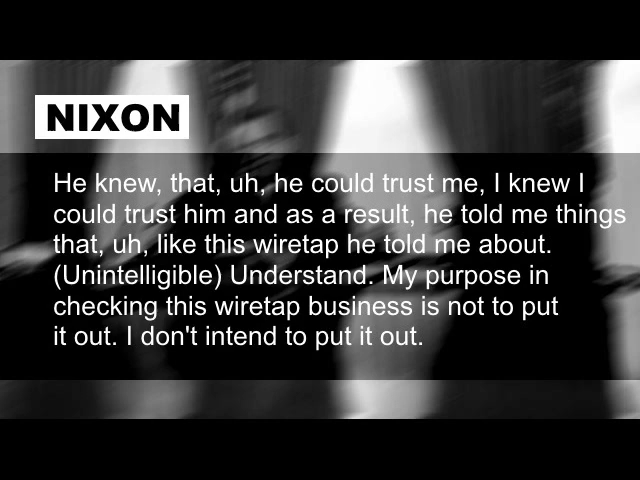 NIXON
He knew, that, uh, he could trust me, I knew I
could trust him and as a result, he told me things
that, uh, like this wiretap he told me about.
(Unintelligible) Understand. My purpose in
checking this wiretap business is not to put
it out. I don't intend to put it out.